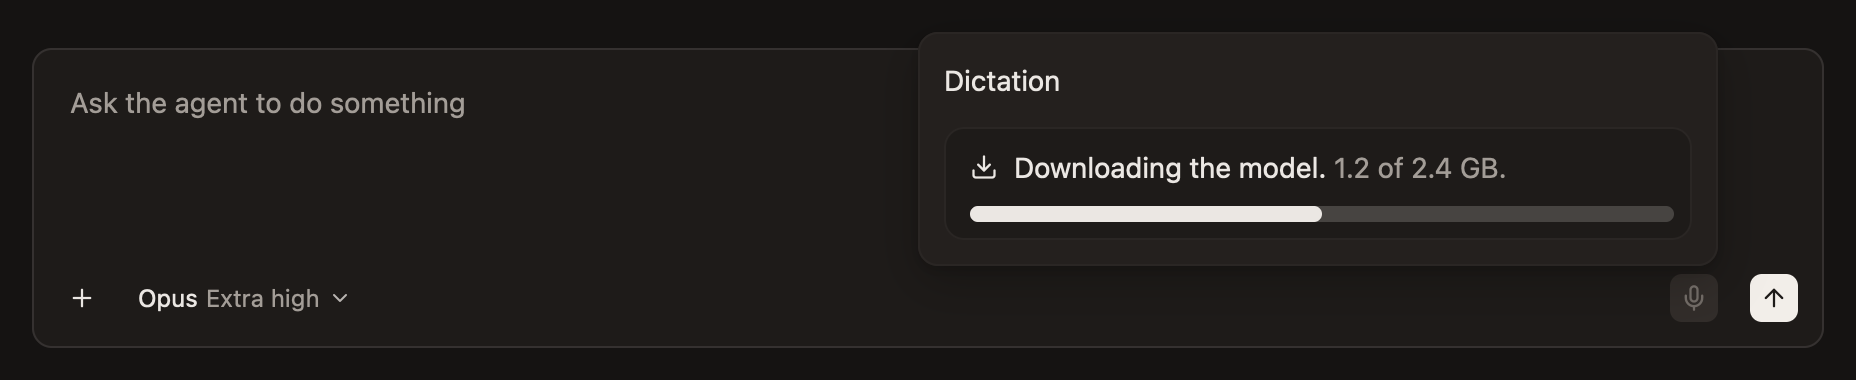 Dictation
Ask the agent to do something
Downloading the model. 1.2 of 2.4 GB.
Opus Extra high